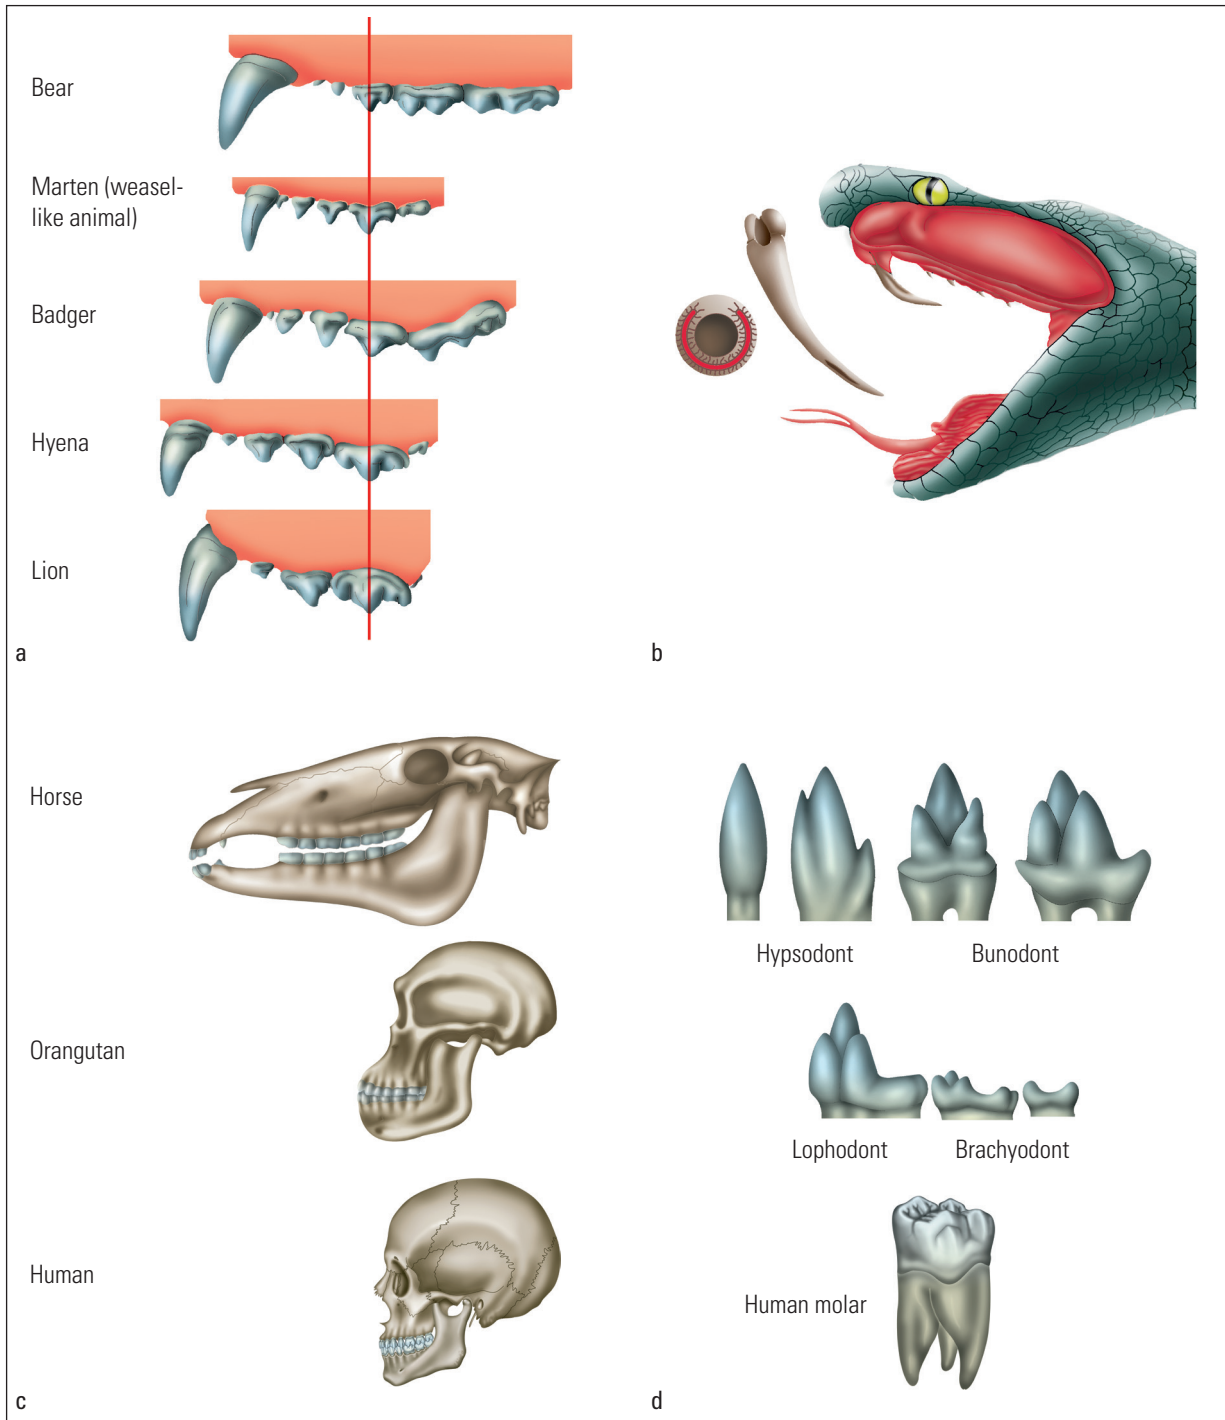 Bear
Marten (weasel-
like animal)
Badger
Hyena
Lion
a
b
Horse
Orangutan
Human
c
Hypsodont
Bunodont
Lophodont
Brachyodont
Human molar
d